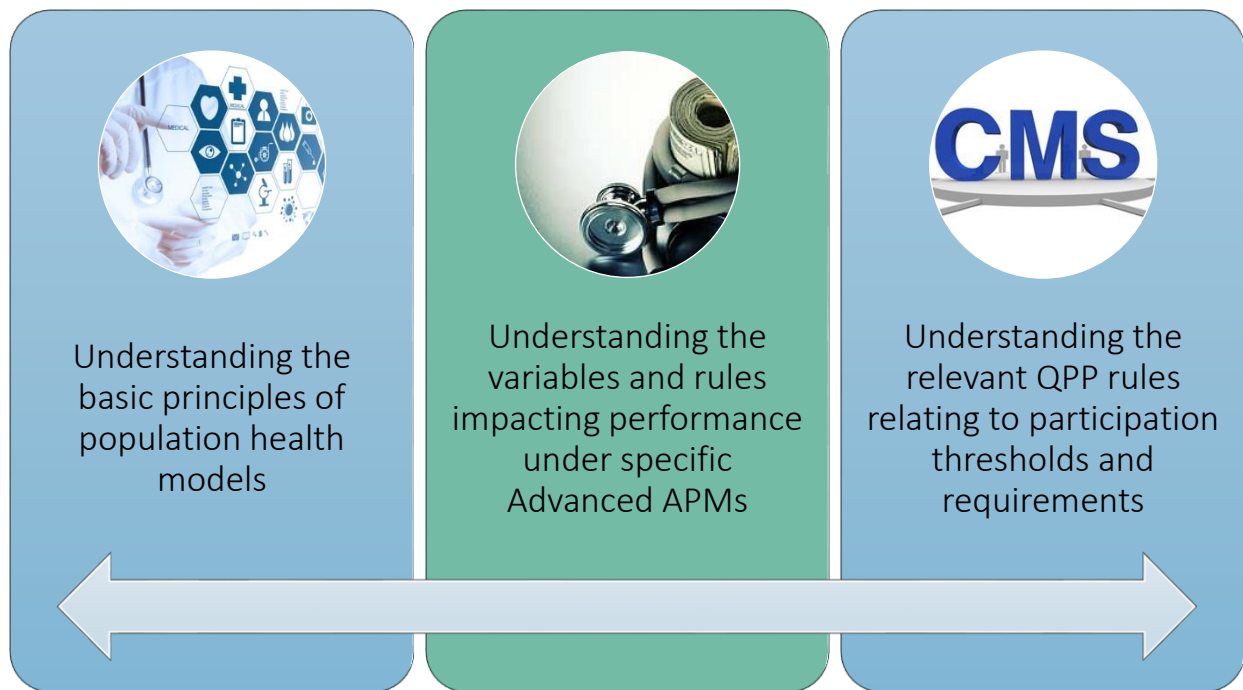 MEDICAL
MEDICAL
CMS
Understanding the
basic principles of
population health
models
Understanding the
variables and rules
impacting performance
under specific
Advanced APMs
Understanding the
relevant QPP rules
relating to participation
thresholds and
requirements